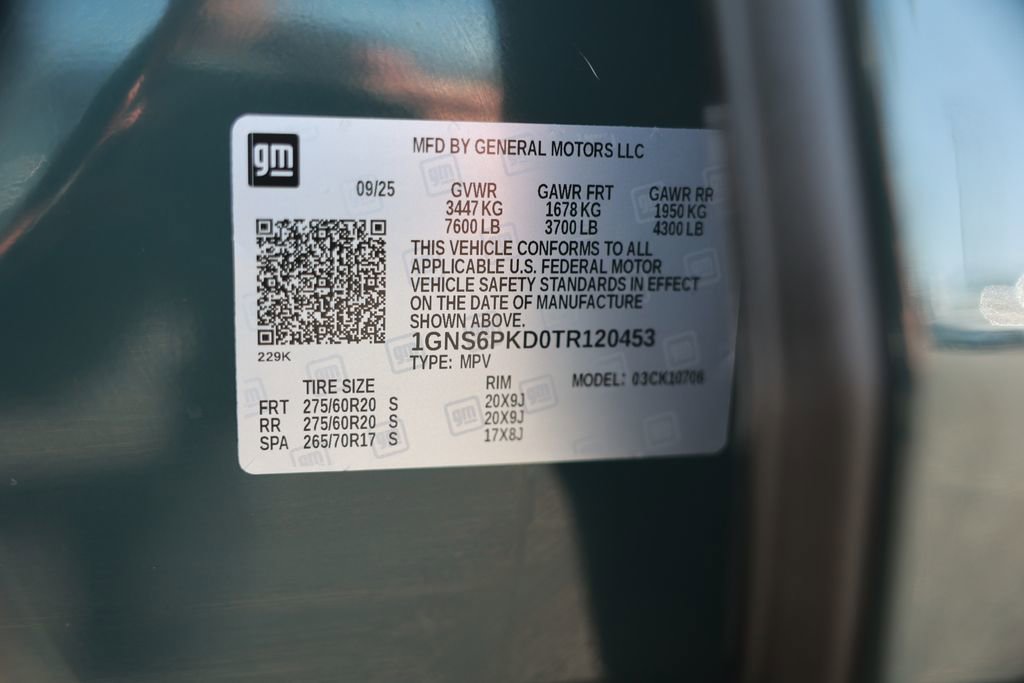 gm
MFD BY GENERAL MOTORS LLC
09/25
GVWR GAWR FRT GAWR RR
3447 KG 1678 KG 1950 KG
7600 LB 3700 LB 4300 LB
THIS VEHICLE CONFORMS TO ALL
APPLICABLE U.S. FEDERAL MOTOR
VEHICLE SAFETY STANDARDS IN EFFECT
ON THE DATE OF MANUFACTURE
SHOWN ABOVE.
1GNS6PKD0TR120453
TYPE: MPV
229K
TIRE SIZE RIM MODEL: 03CK10706
FRT 275/60R20 S 20X9J
RR 275/60R20 S 20X9J
SPA 265/70R17 S 17X8J